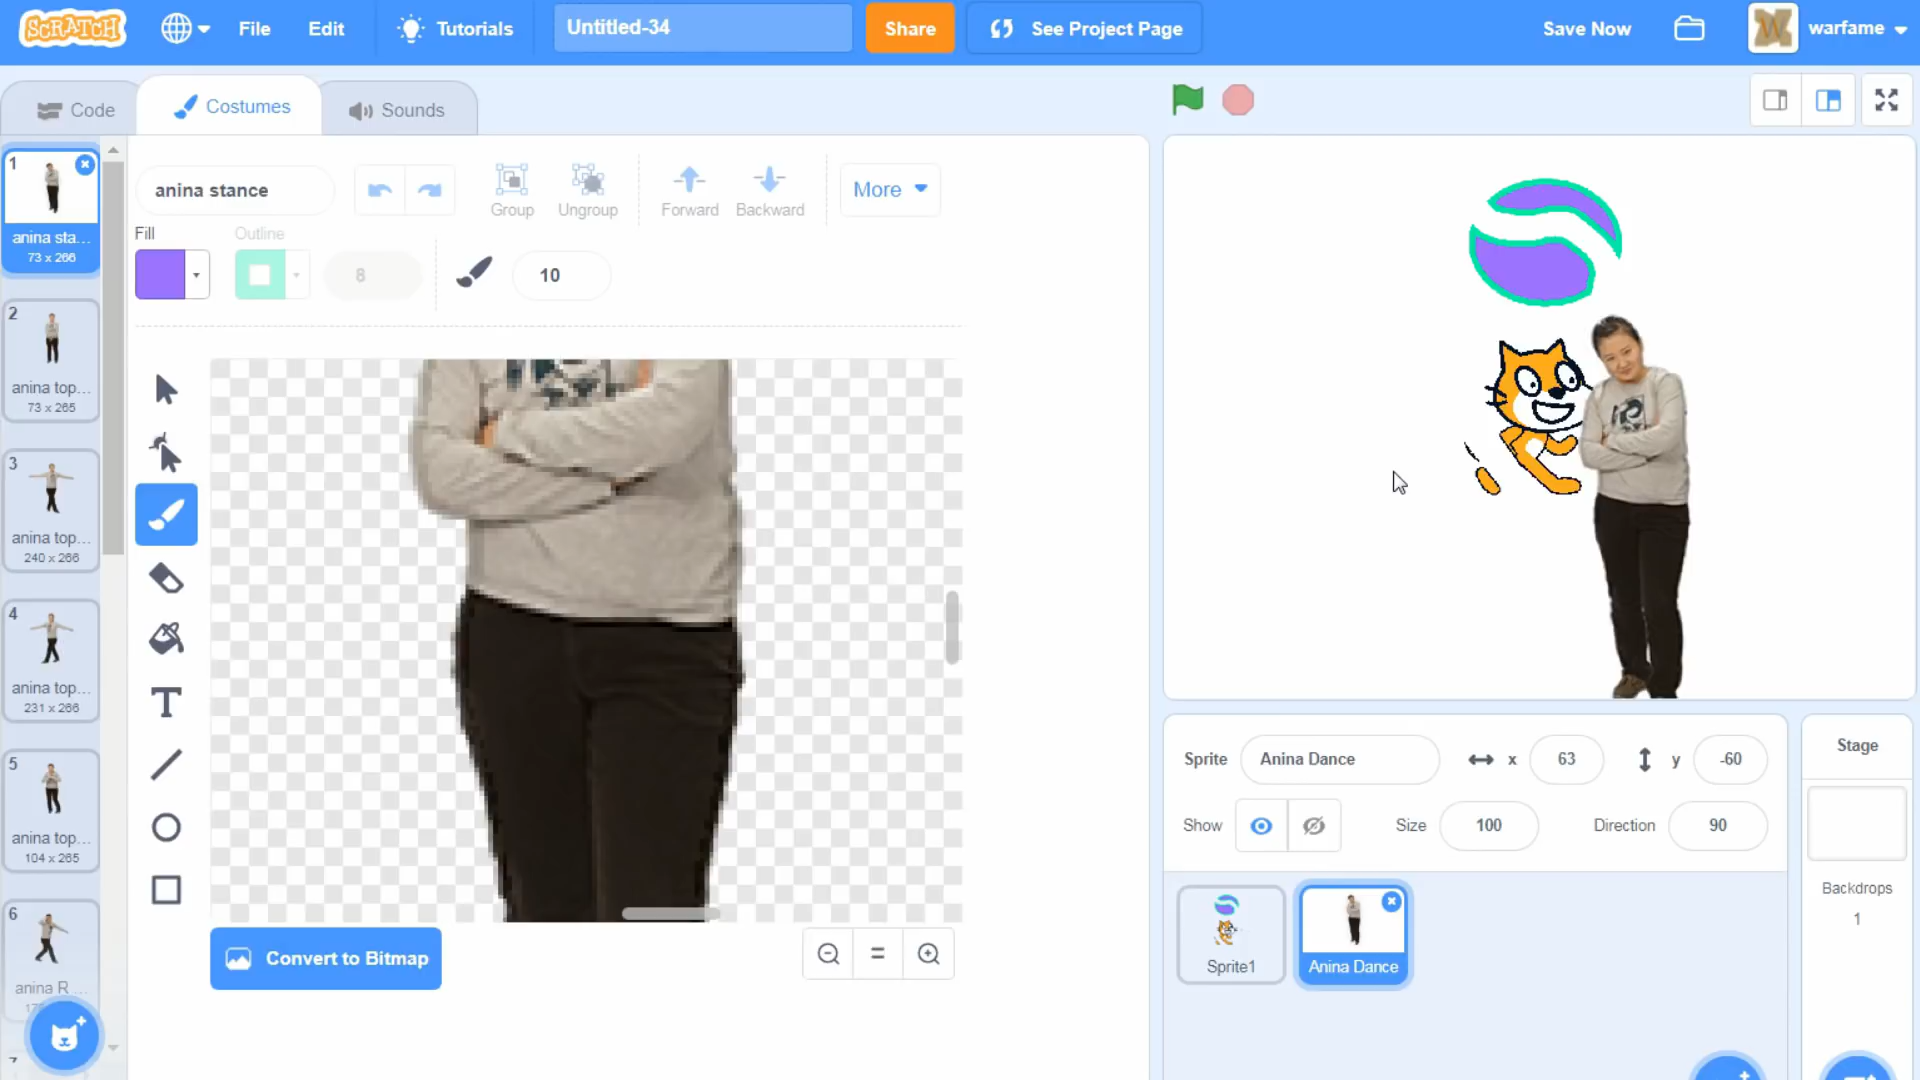 SCRATCH
File
Edit
Tutorials
Untitled-34
Share
See Project Page
Save Now
warfame
Code
Costumes
Sounds
1
anina sta...
73 x 266
2
anina top...
73 x 265
3
anina top...
240 x 266
4
anina top...
231 x 266
5
anina top...
104 x 265
6
anina R ...
7
anina stance
Group
Ungroup
Forward
Backward
More
Fill
Outline
8
10
T
Convert to Bitmap
Sprite
Anina Dance
x
63
y
-60
Show
Size
100
Direction
90
Sprite1
Anina Dance
Stage
Backdrops
1